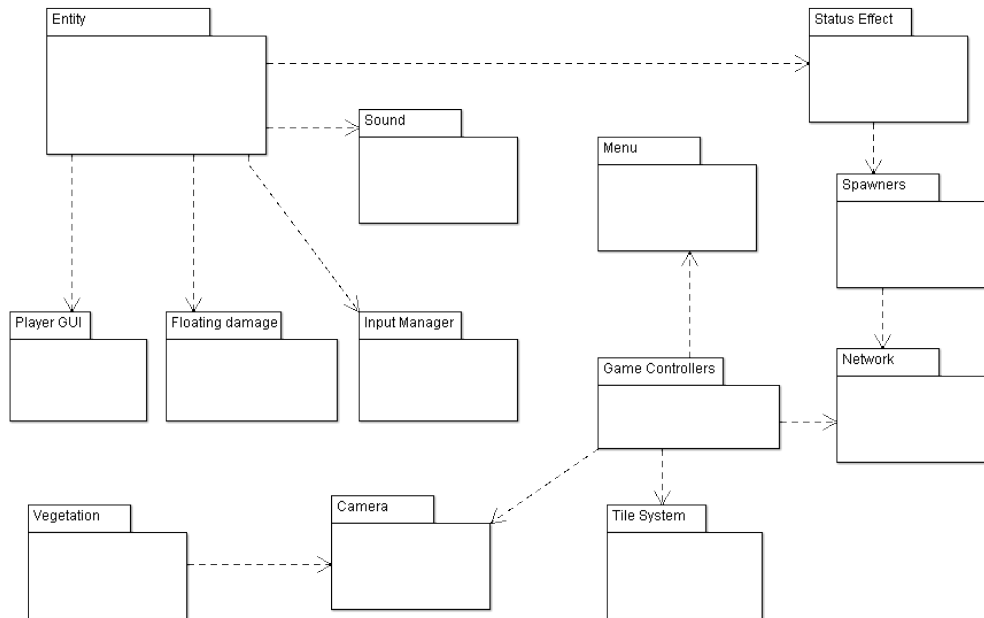 Entity
Status Effect
Sound
Menu
Spawners
Player GUI
Floating damage
Input Manager
Game Controllers
Network
Vegetation
Camera
Tile System